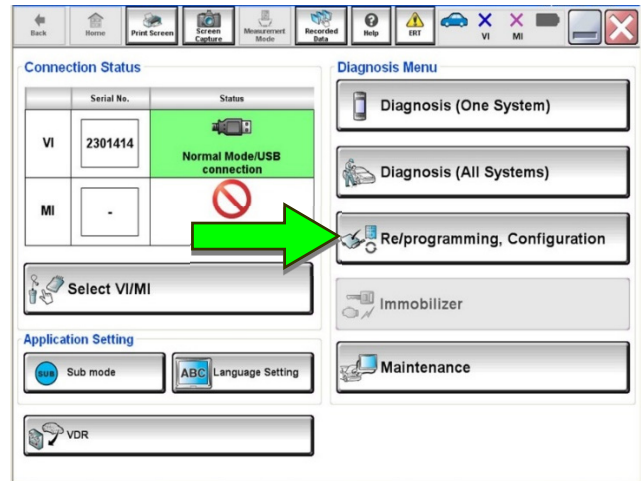 Back
Home
Print Screen
Screen
Capture
Measurement
Mode
Recorded
Data
Help
ERT
VI
MI
Connection Status
Serial No.
Status
VI
2301414
Normal Mode/USB
connection
MI
-
Select VI/MI
Application Setting
SUB
Sub mode
ABC
Language Setting
VDR
Diagnosis Menu
Diagnosis (One System)
Diagnosis (All Systems)
Re/programming, Configuration
Immobilizer
Maintenance